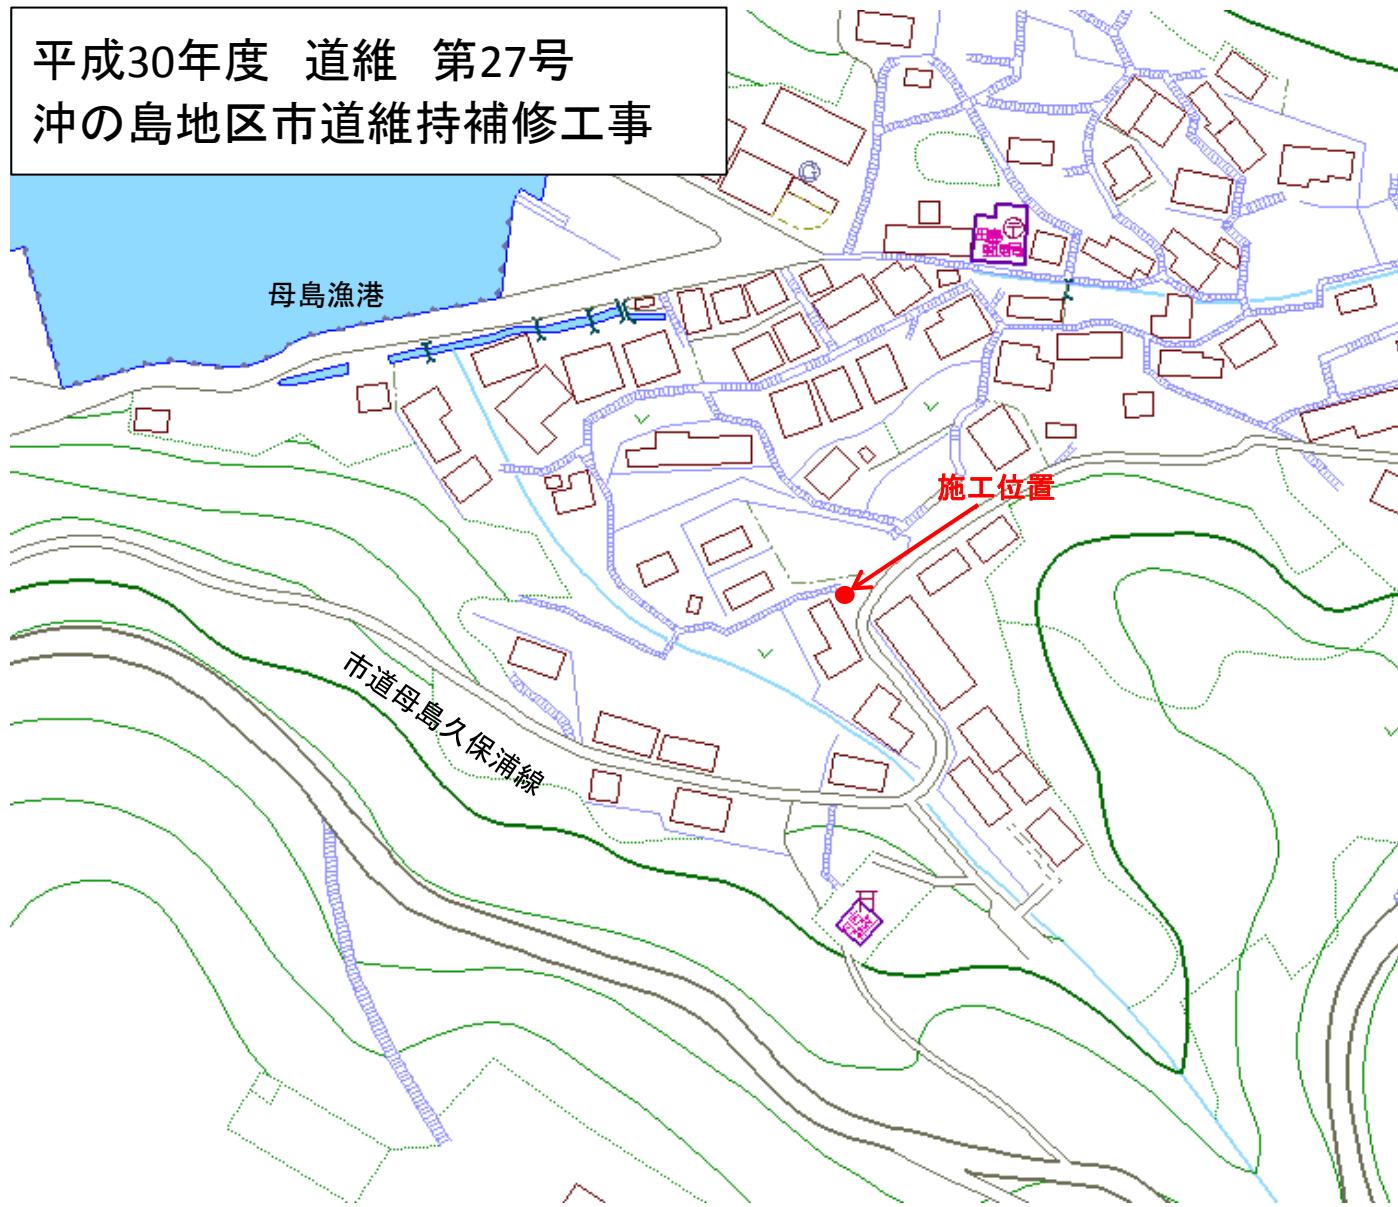 平成30年度　道維　第27号
沖の島地区市道維持補修工事
母島漁港
施工位置
市道母島久保浦線